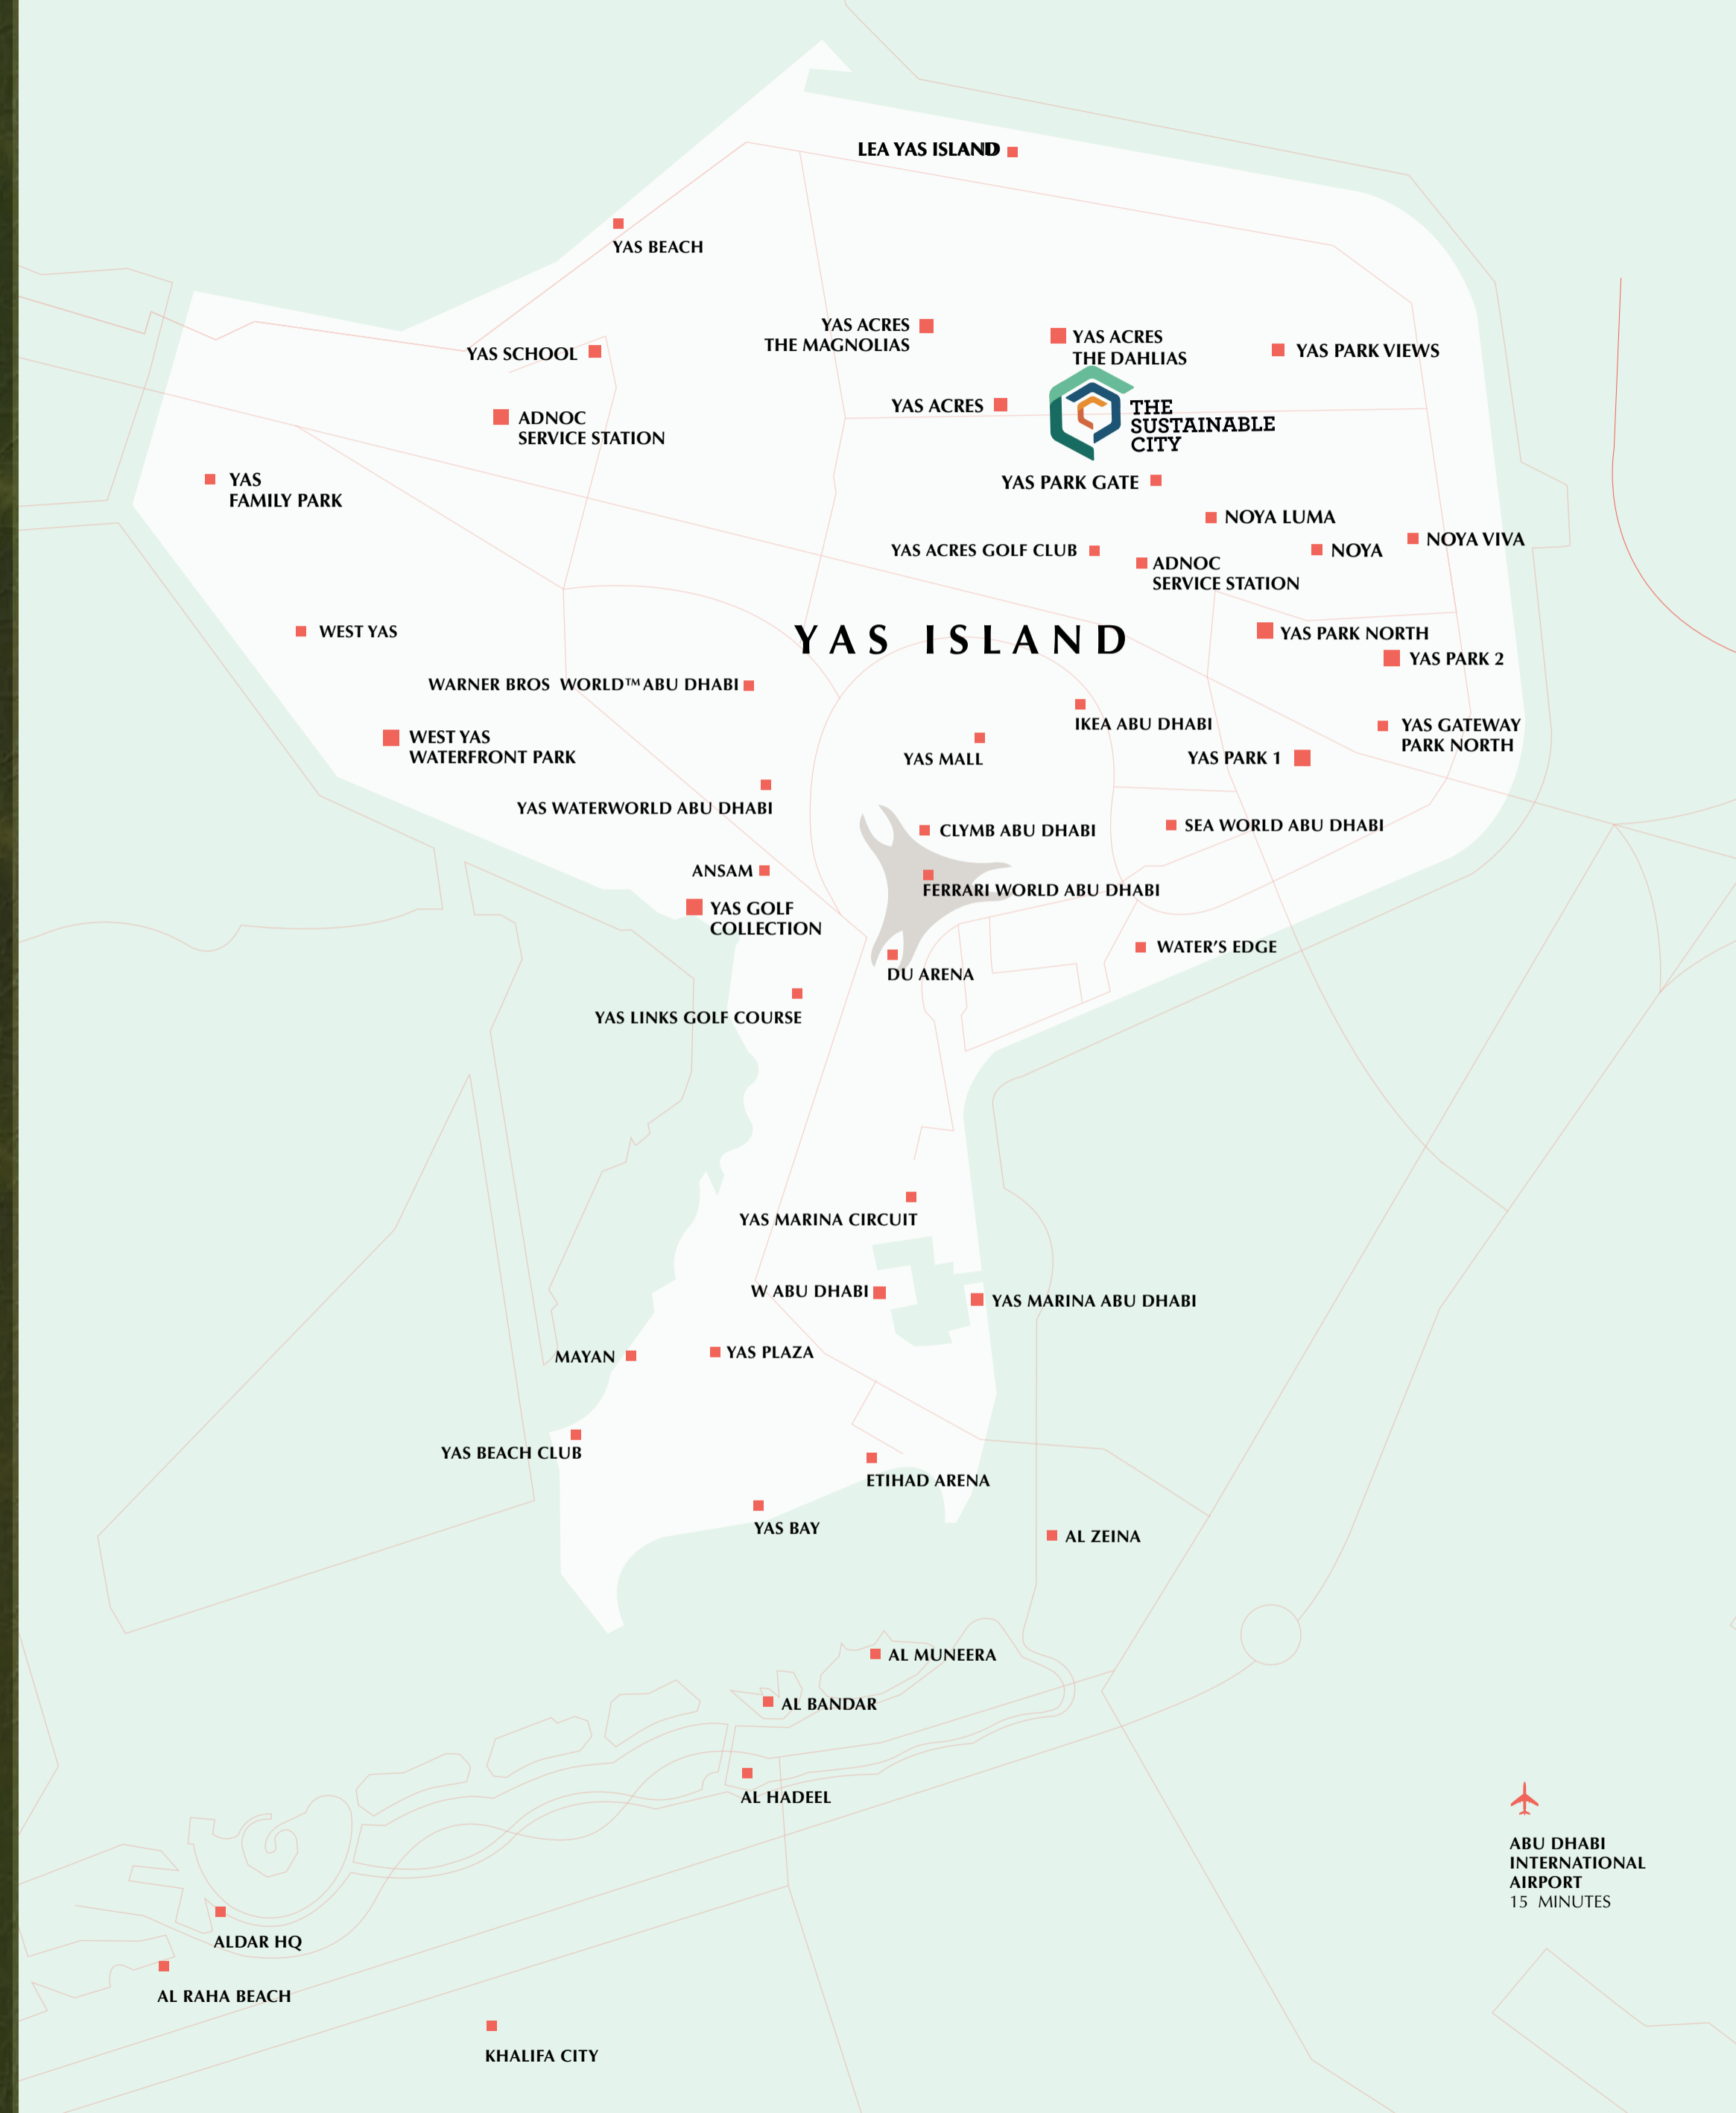 LEA YAS ISLAND
YAS BEACH
YAS ACRES
THE MAGNOLIAS
YAS ACRES
THE DAHLIAS
YAS PARK VIEWS
YAS SCHOOL
YAS ACRES
THE
SUSTAINABLE
CITY
ADNOC
SERVICE STATION
YAS
FAMILY PARK
YAS PARK GATE
NOYA LUMA
NOYA VIVA
YAS ACRES GOLF CLUB
NOYA
ADNOC
SERVICE STATION
WEST YAS
YAS ISLAND
YAS PARK NORTH
YAS PARK 2
WARNER BROS WORLD™ ABU DHABI
IKEA ABU DHABI
YAS GATEWAY
PARK NORTH
WEST YAS
WATERFRONT PARK
YAS MALL
YAS PARK 1
YAS WATERWORLD ABU DHABI
CLYMB ABU DHABI
SEA WORLD ABU DHABI
ANSAM
FERRARI WORLD ABU DHABI
YAS GOLF
COLLECTION
WATER'S EDGE
DU ARENA
YAS LINKS GOLF COURSE
YAS MARINA CIRCUIT
W ABU DHABI
YAS MARINA ABU DHABI
MAYAN
YAS PLAZA
YAS BEACH CLUB
ETIHAD ARENA
YAS BAY
AL ZEINA
AL MUNEERA
AL BANDAR
AL HADEEL
ABU DHABI
INTERNATIONAL
AIRPORT
15 MINUTES
ALDAR HQ
AL RAHA BEACH
KHALIFA CITY